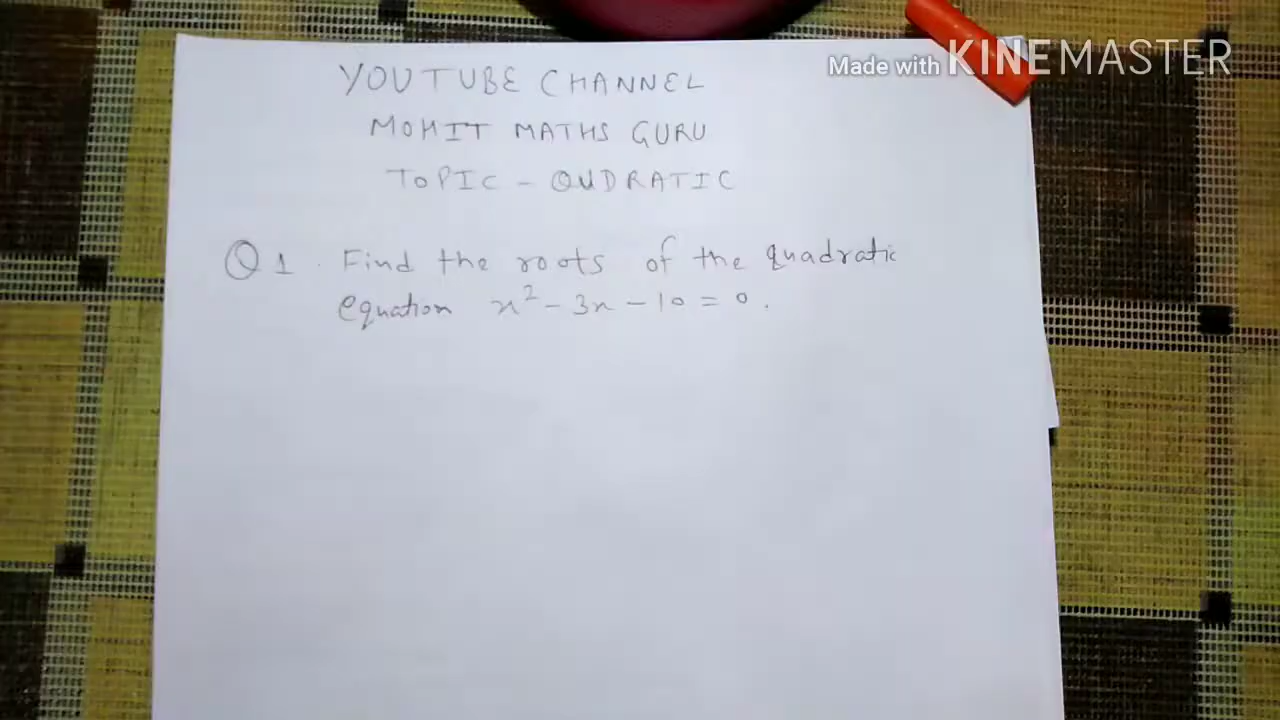 Made with KINEMASTER
YOUTUBE CHANNEL
MOHIT MATHS GURU
TOPIC - QUDRATIC
Q1. Find the roots of the quadratic
equation x² - 3x - 10 = 0.